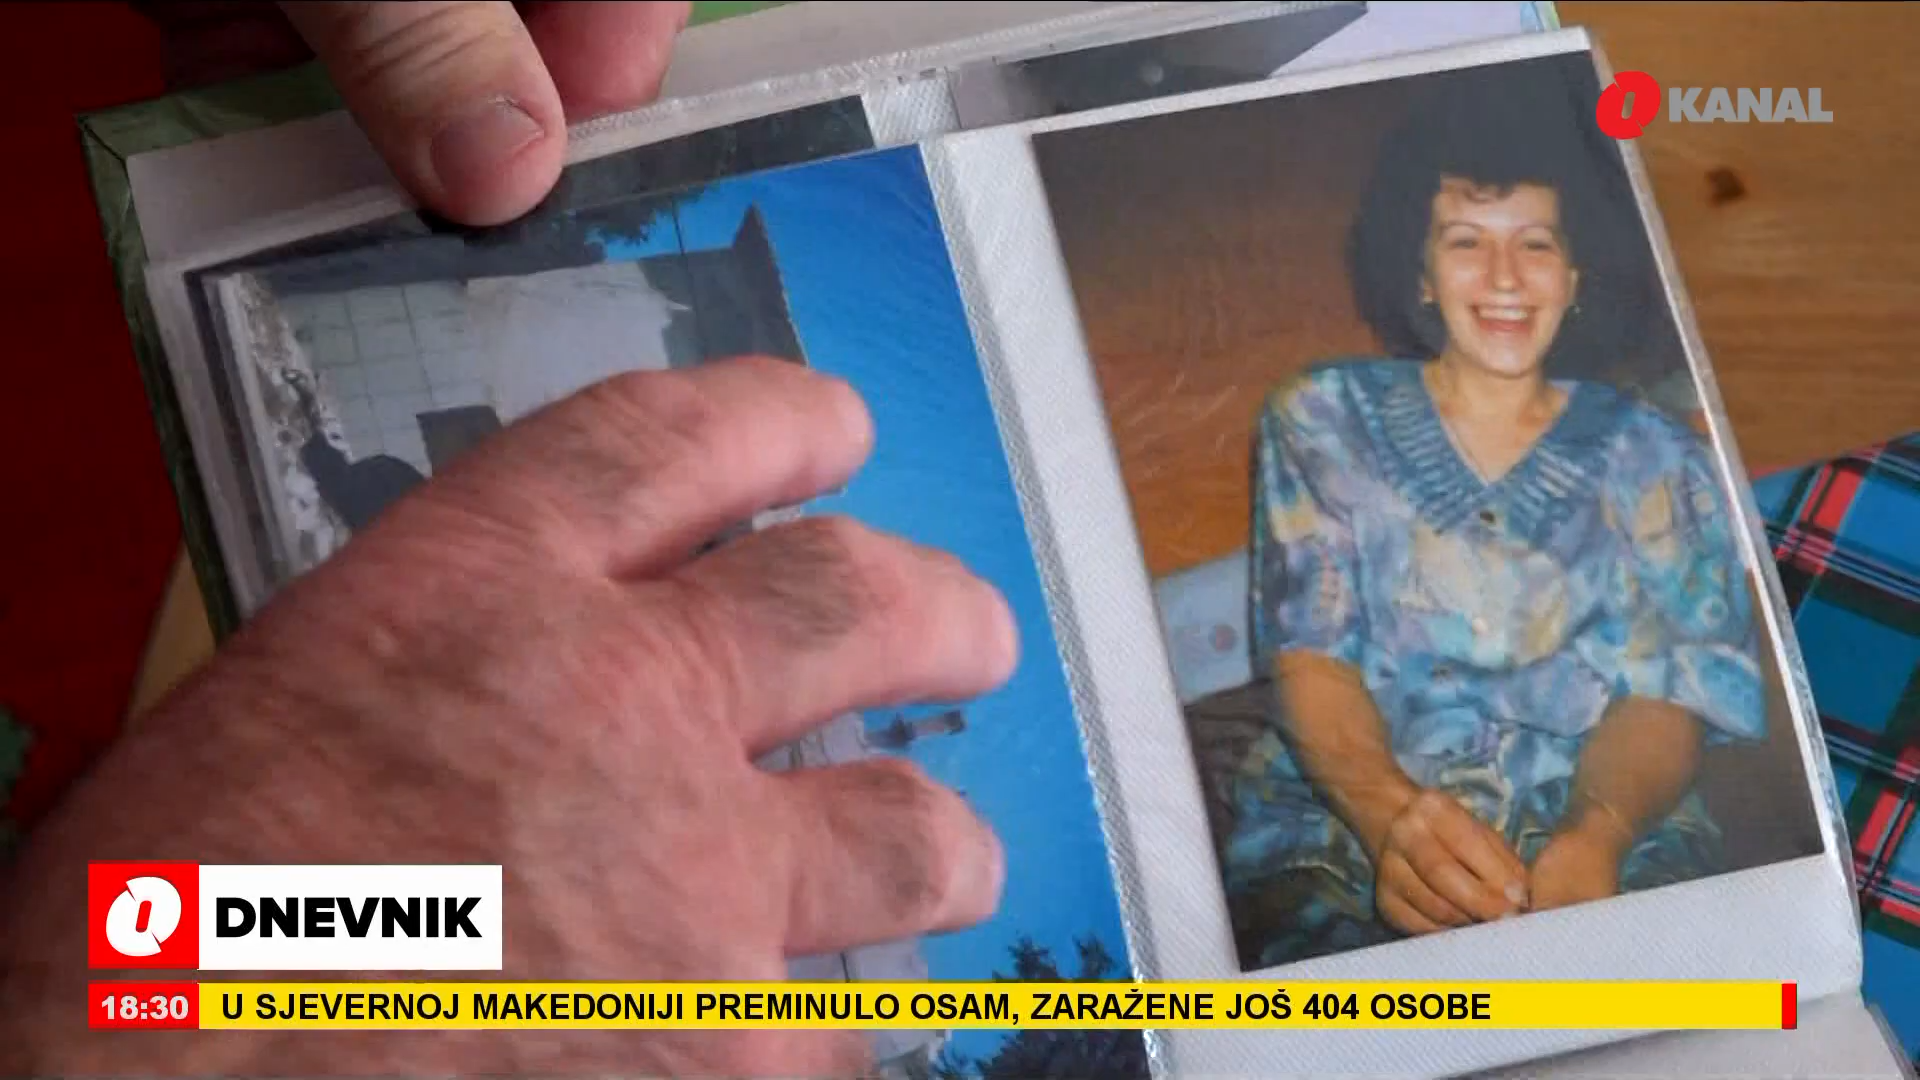 O KANAL
O DNEVNIK
18:30 U SJEVERNOJ MAKEDONIJI PREMINULO OSAM, ZARAŽENE JOŠ 404 OSOBE